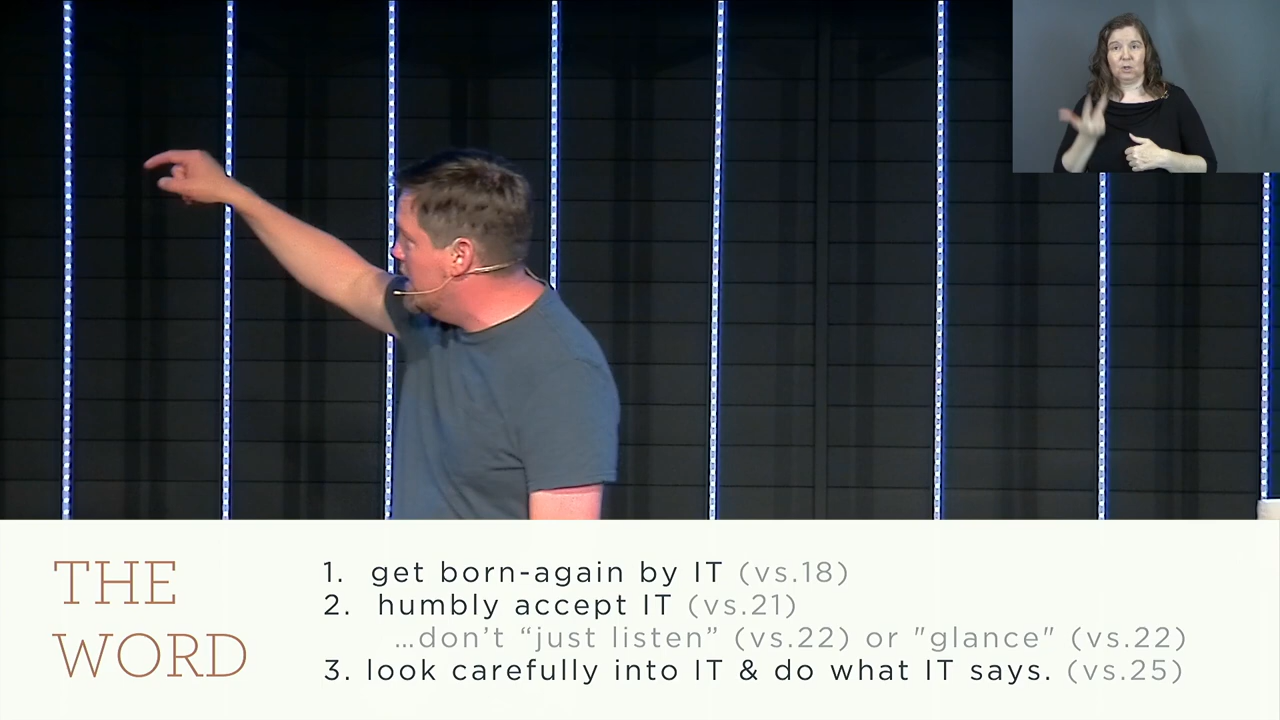 THE
WORD
1. get born-again by IT (vs.18)
2. humbly accept IT (vs.21)
...don’t “just listen” (vs.22) or "glance" (vs.22)
3. look carefully into IT & do what IT says. (vs.25)